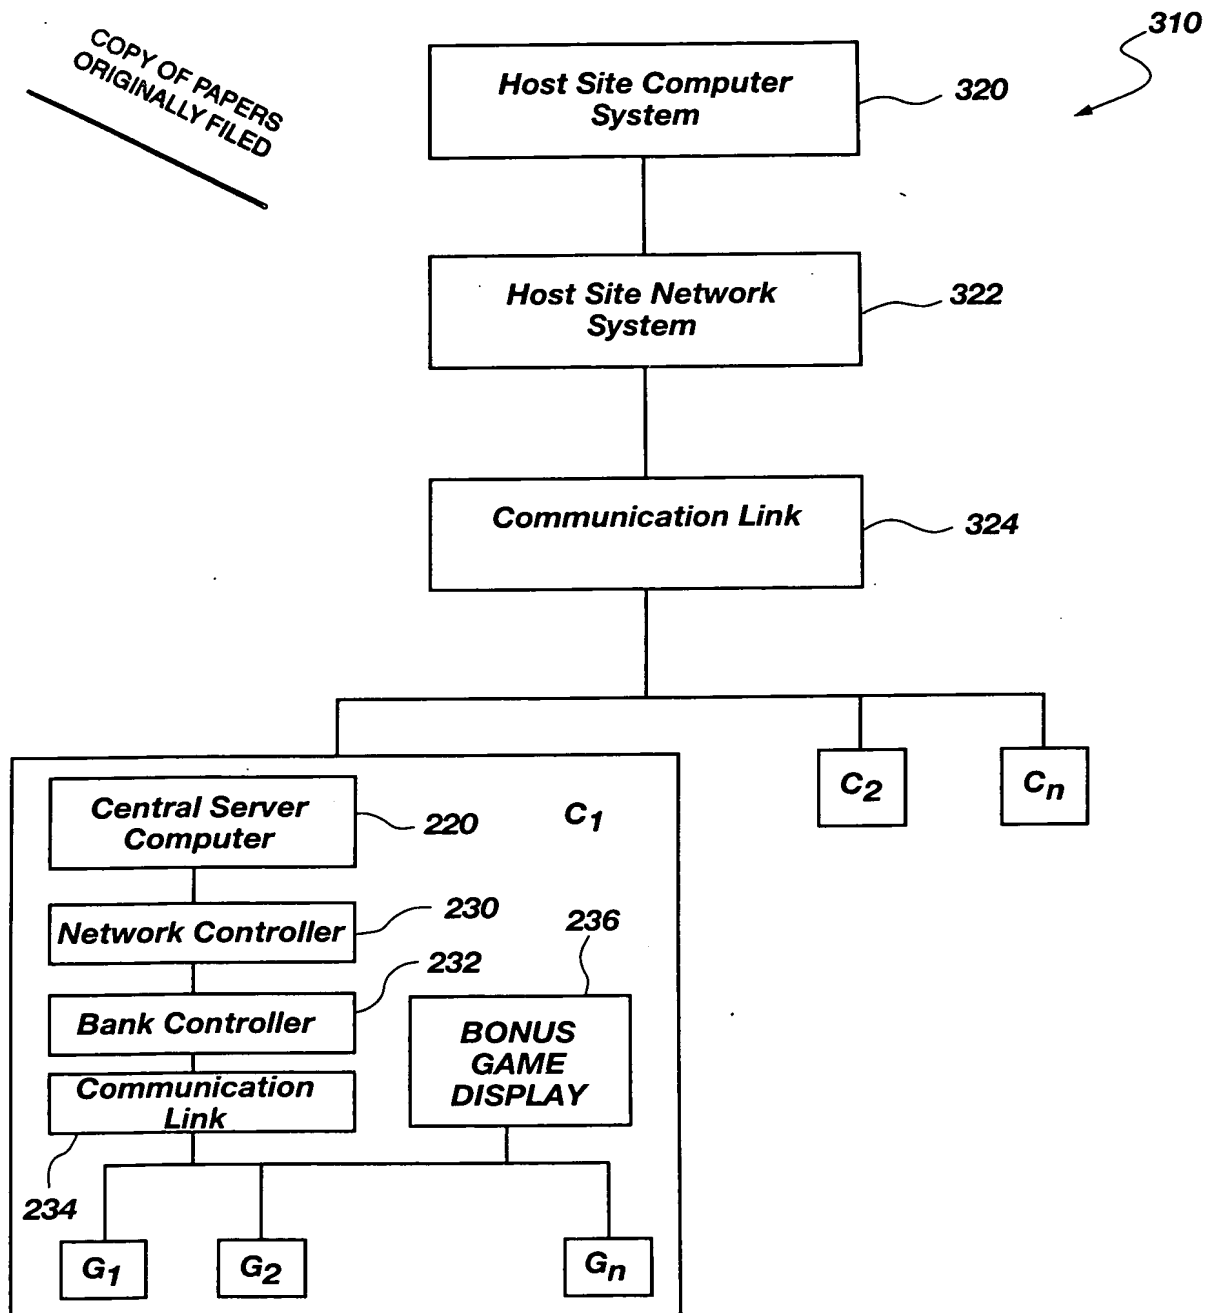 COPY OF PAPERS
ORIGINALLY FILED
310
Host Site Computer
System
320
Host Site Network
System
322
Communication Link
324
C2
Cn
C1
Central Server
Computer
220
Network Controller
230
Bank Controller
232
236
BONUS
GAME
DISPLAY
Communication
Link
234
G1
G2
Gn